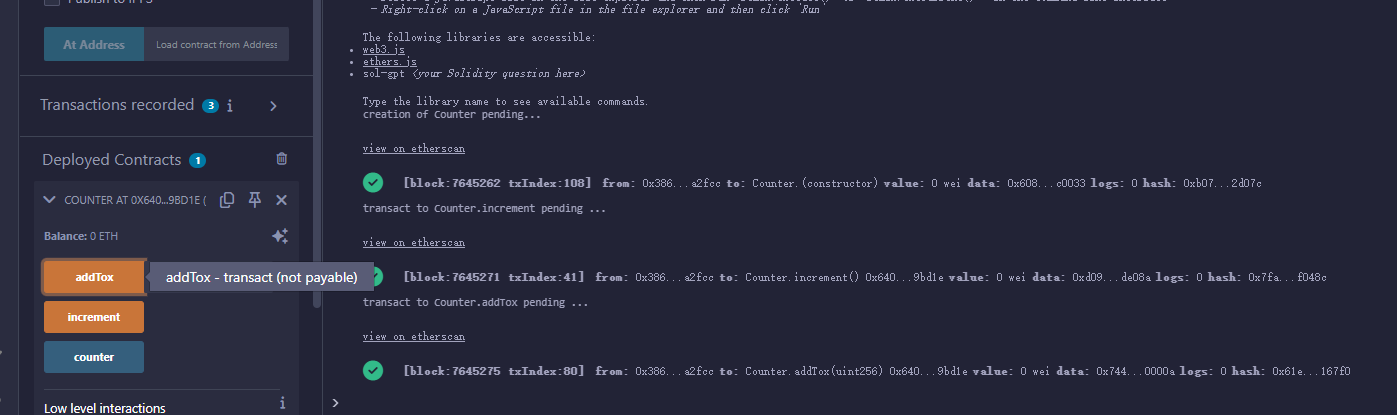 Publish to IPFS
At Address
Load contract from Address
Transactions recorded 3 i
Deployed Contracts 1
COUNTER AT 0X640...9BD1E (
Balance: 0 ETH
addTox
addTox - transact (not payable)
increment
counter
Low level interactions i
- Right-click on a JavaScript file in the file explorer and then click `Run`
The following libraries are accessible:
web3.js
ethers.js
sol-gpt <your Solidity question here>
Type the library name to see available commands.
creation of Counter pending...
view on etherscan
[block:7645262 txIndex:108] from: 0x386...a2fcc to: Counter.(constructor) value: 0 wei data: 0x608...c0033 logs: 0 hash: 0xb07...2d07c
transact to Counter.increment pending ...
view on etherscan
[block:7645271 txIndex:41] from: 0x386...a2fcc to: Counter.increment() 0x640...9bd1e value: 0 wei data: 0xd09...de08a logs: 0 hash: 0x7fa...f048c
transact to Counter.addTox pending ...
view on etherscan
[block:7645275 txIndex:80] from: 0x386...a2fcc to: Counter.addTox(uint256) 0x640...9bd1e value: 0 wei data: 0x744...0000a logs: 0 hash: 0x61e...167f0
>